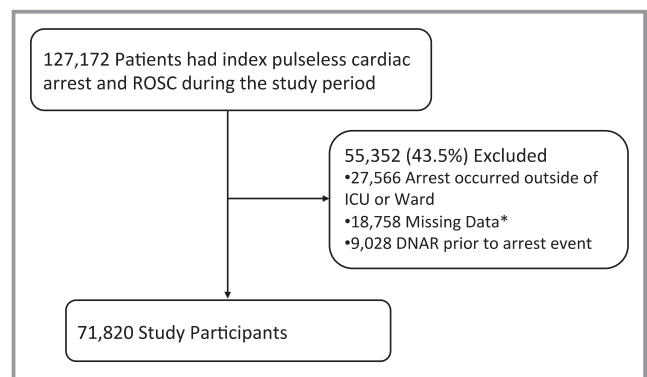 127,172 Patients had index pulseless cardiac
arrest and ROSC during the study period
55,352 (43.5%) Excluded
•27,566 Arrest occurred outside of
ICU or Ward
•18,758 Missing Data*
•9,028 DNAR prior to arrest event
71,820 Study Participants